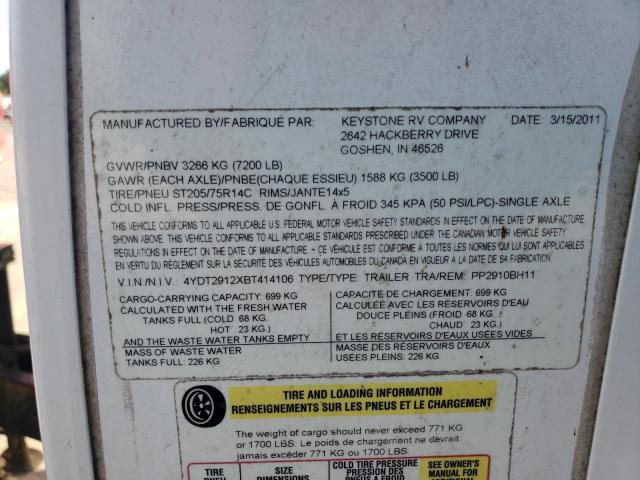 MANUFACTURED BY/FABRIQUÉ PAR: KEYSTONE RV COMPANY DATE: 3/15/2011
2642 HACKBERRY DRIVE
GOSHEN, IN 46526
GVWR/PNBV 3266 KG (7200 LB)
GAWR (EACH AXLE)/PNBE(CHAQUE ESSIEU) 1588 KG (3500 LB)
TIRE/PNEU ST205/75R14C RIMS/JANTE14x5
COLD INFL. PRESS/PRESS. DE GONFL. À FROID 345 KPA (50 PSI/LPC)-SINGLE AXLE
THIS VEHICLE CONFORMS TO ALL APPLICABLE U.S. FEDERAL MOTOR VEHICLE SAFETY STANDARDS IN EFFECT ON THE DATE OF MANUFACTURE
SHOWN ABOVE. THIS VEHICLE CONFORMS TO ALL APPLICABLE STANDARDS PRESCRIBED UNDER THE CANADIAN MOTOR VEHICLE SAFETY
REGULATIONS IN EFFECT ON THE DATE OF MANUFACTURE ~ CE VÉHICULE EST CONFORME À TOUTES LES NORMES QUI LUI SONT APPLICABLES
EN VERTU DU RÈGLEMENT SUR LA SÉCURITÉ DES VÉHICULES AUTOMOBILES DU CANADA EN VIGUEUR À LA DATE DE SA FABRICATION.
V.I.N./N.I.V.: 4YDT2912XBT414106 TYPE/TYPE: TRAILER TRA/REM: PP2910BH11
CARGO-CARRYING CAPACITY: 699 KG
CALCULATED WITH THE FRESH WATER
TANKS FULL (COLD 68 KG.
HOT 23 KG.)
AND THE WASTE WATER TANKS EMPTY
MASS OF WASTE WATER
TANKS FULL: 226 KG
CAPACITÉ DE CHARGEMENT: 699 KG
CALCULÉE AVEC LES RÉSERVOIRS D'EAU
DOUCE PLEINS (FROID 68 KG.
CHAUD 23 KG.)
ET LES RÉSERVOIRS D'EAUX USÉES VIDES
MASSE DES RÉSERVOIRS D'EAUX
USÉES PLEINS: 226 KG
TIRE AND LOADING INFORMATION
RENSEIGNEMENTS SUR LES PNEUS ET LE CHARGEMENT
The weight of cargo should never exceed 771 KG
or 1700 LBS. Le poids de chargement ne devrait
jamais excéder 771 KG ou 1700 LBS.
TIRE
PNEU
SIZE
DIMENSIONS
COLD TIRE PRESSURE
PRESSION DES
PNEUS À FROID
SEE OWNER'S
MANUAL FOR
ADDITIONAL